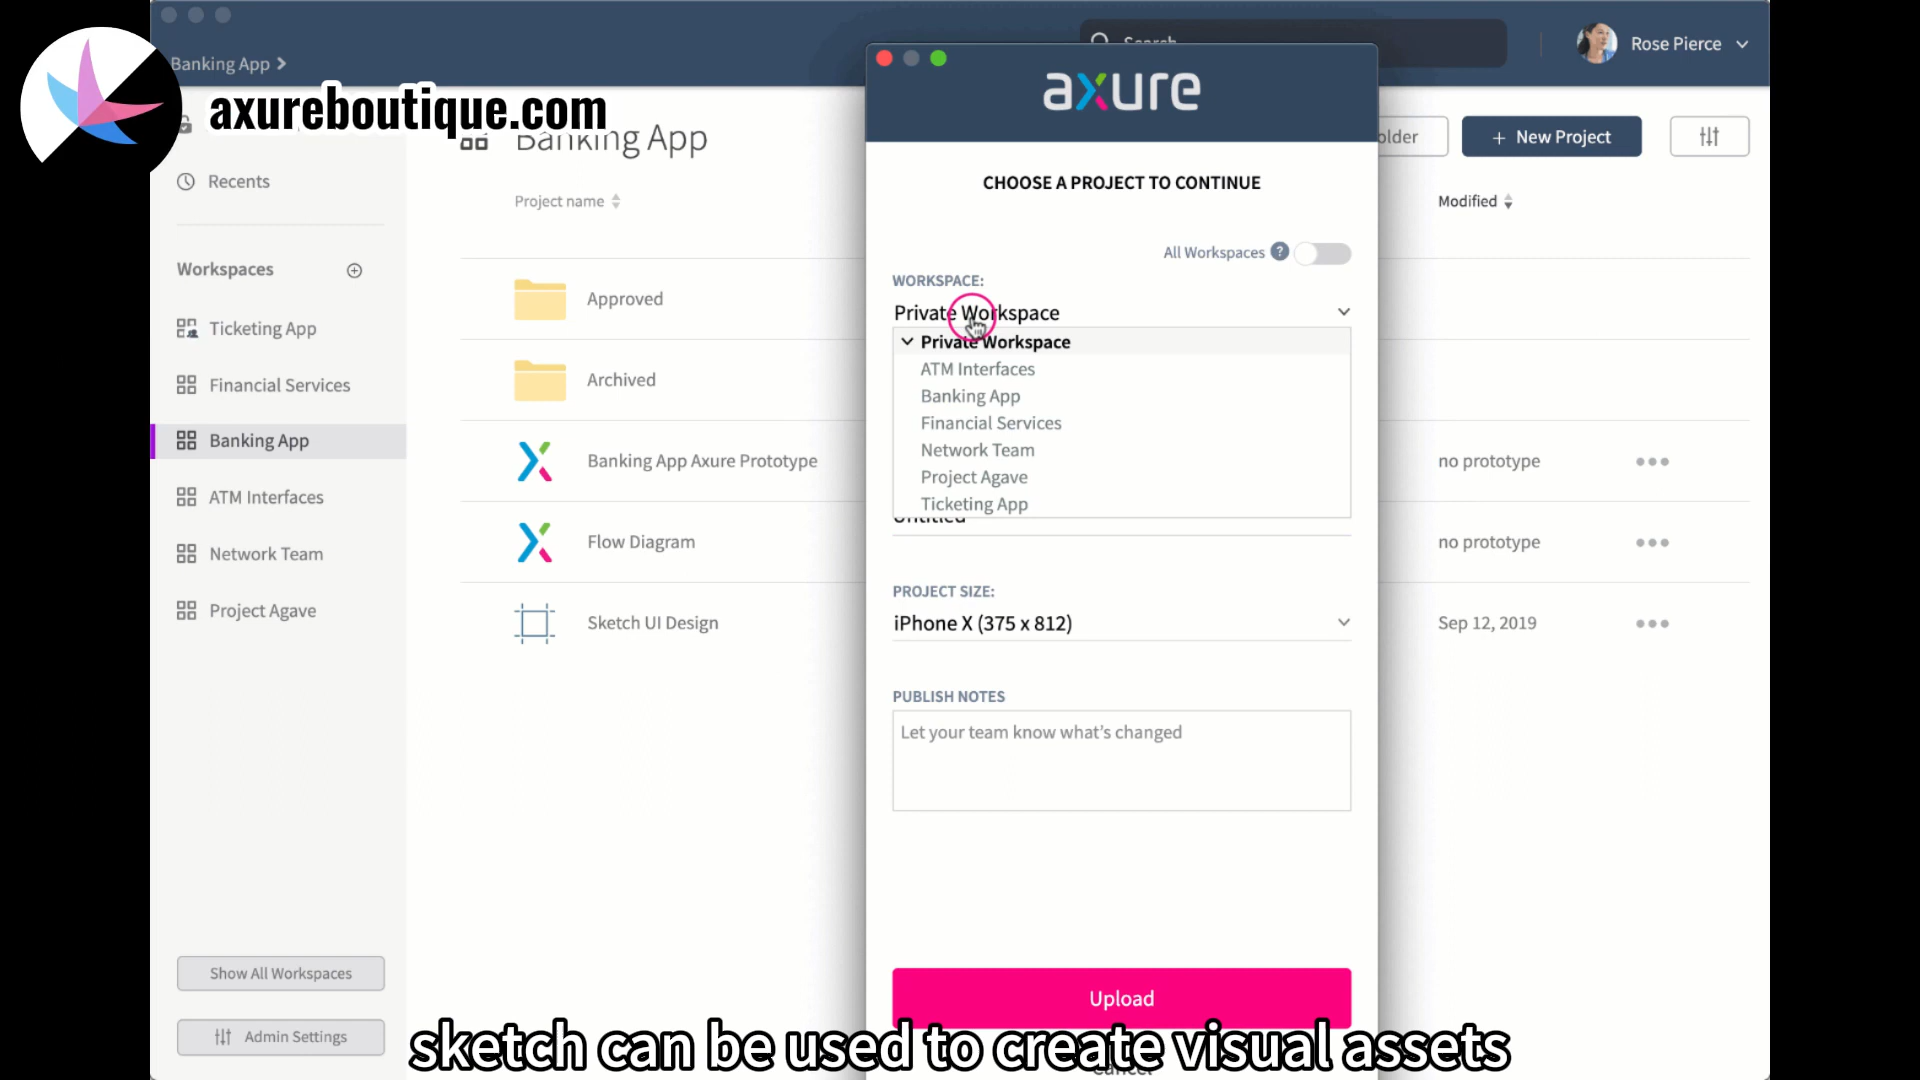 Banking App
Search
Rose Pierce
axure
axureboutique.com
Banking App
older
+ New Project
CHOOSE A PROJECT TO CONTINUE
Recents
Project name
Modified
All Workspaces ?
Workspaces
WORKSPACE:
Private Workspace
Private Workspace
ATM Interfaces
Banking App
Financial Services
Network Team
Project Agave
Ticketing App
Untitled
Approved
Archived
Ticketing App
Financial Services
Banking App
ATM Interfaces
Network Team
Project Agave
Banking App Axure Prototype
no prototype
Flow Diagram
no prototype
Sketch UI Design
Sep 12, 2019
PROJECT SIZE:
iPhone X (375 x 812)
PUBLISH NOTES
Let your team know what's changed
Show All Workspaces
Admin Settings
Upload
Cancel
sketch can be used to create visual assets